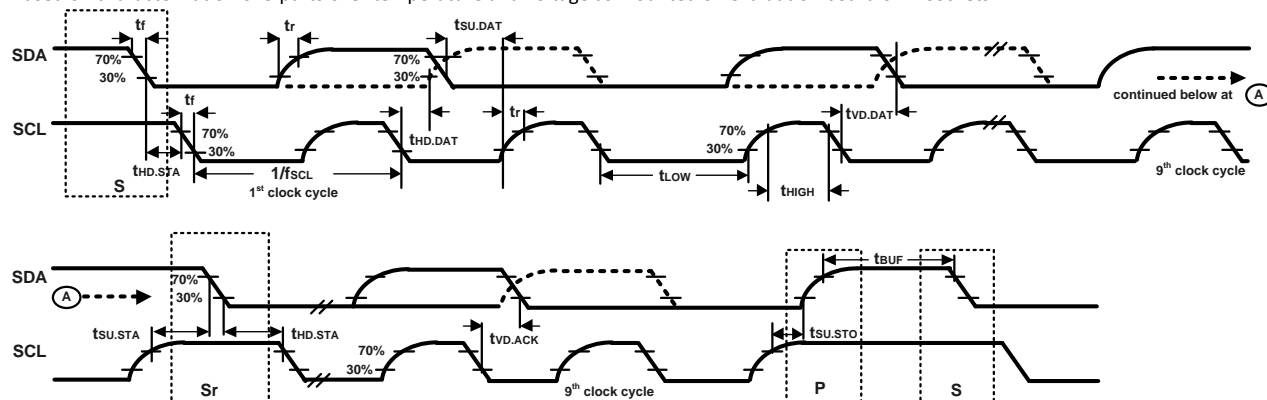 tf
tr
tSU.DAT
SDA
70%
30%
70%
30%
continued below at A
tf
tHD.DAT
tr
tVD.DAT
SCL
70%
30%
70%
30%
tHD.STA
1/fSCL
1st clock cycle
tLOW
tHIGH
9th clock cycle
S
SDA
70%
30%
tBUF
A
tSU.STA
tHD.STA
tVD.ACK
tSU.STO
SCL
70%
30%
9th clock cycle
Sr
P
S